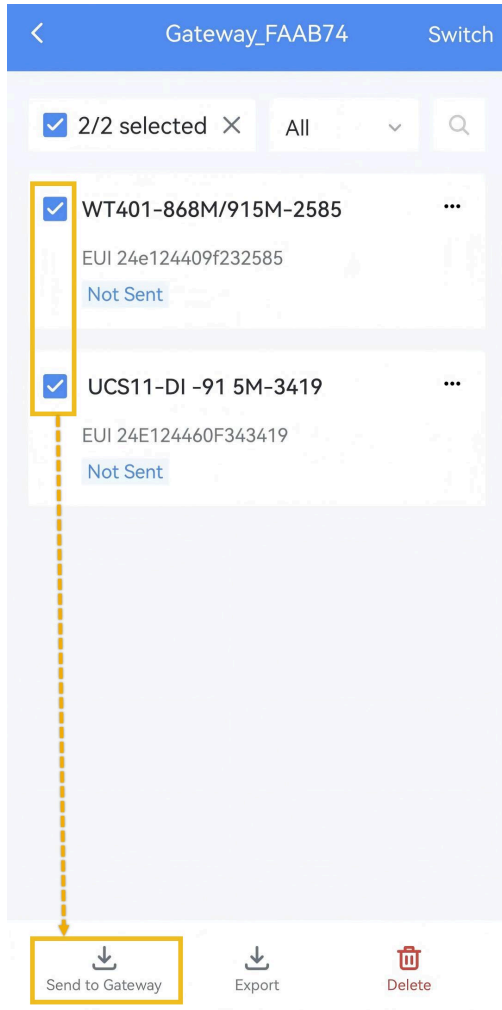 Gateway_FAAB74 Switch
2/2 selected All
WT401-868M/915M-2585
EUI 24e124409f232585
Not Sent
UCS11-DI -91 5M-3419
EUI 24E124460F343419
Not Sent
Send to Gateway Export Delete